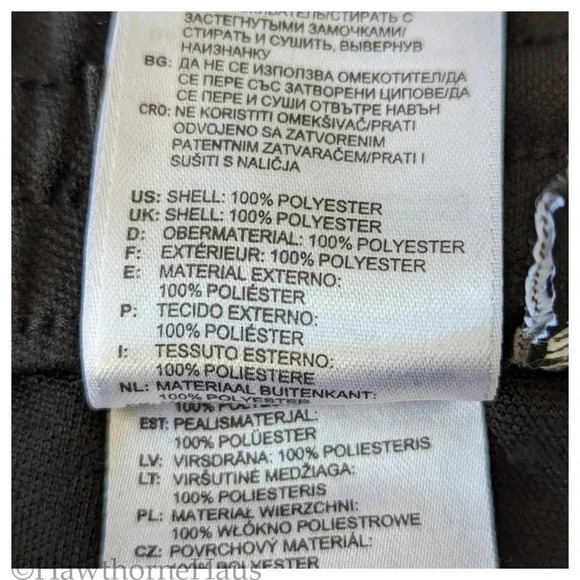 ЗАСТЕГНУТЫМИ ЗАМОЧКАМИ/
СТИРАТЬ И СУШИТЬ, ВЫВЕРНУВ
НАИЗНАНКУ
BG: ДА НЕ СЕ ИЗПОЛЗВА ОМЕКОТИТЕЛ/ДА
СЕ ПЕРЕ СЪС ЗАТВОРЕНИ ЦИПОВЕ/ДА
СЕ ПЕРЕ И СУШИ ОТВЪТРЕ НАВЪН
CRO: NE KORISTITI OMEKŠIVAČ/PRATI
ODVOJENO SA ZATVORENIM
PATENTNIM ZATVARAČEM/PRATI I
SUŠITI S NALIČJA
US: SHELL: 100% POLYESTER
UK: SHELL: 100% POLYESTER
D: OBERMATERIAL: 100% POLYESTER
F: EXTÉRIEUR: 100% POLYESTER
E: MATERIAL EXTERNO:
100% POLIÉSTER
P: TECIDO EXTERNO:
100% POLIÉSTER
I: TESSUTO ESTERNO:
100% POLIESTERE
NL: MATERIAAL BUITENKANT:
100% POLYESTER
EST: PEALISMATERJAL:
100% POLÜESTER
LV: VIRSDRĀNA: 100% POLIESTERIS
LT: VIRŠUTINĖ MEDŽIAGA:
100% POLIESTERIS
PL: MATERIAŁ WIERZCHNI:
100% WŁÓKNO POLIESTROWE
CZ: POVRCHOVÝ MATERIÁL:
100% POLYESTER
©HawthorneHaus